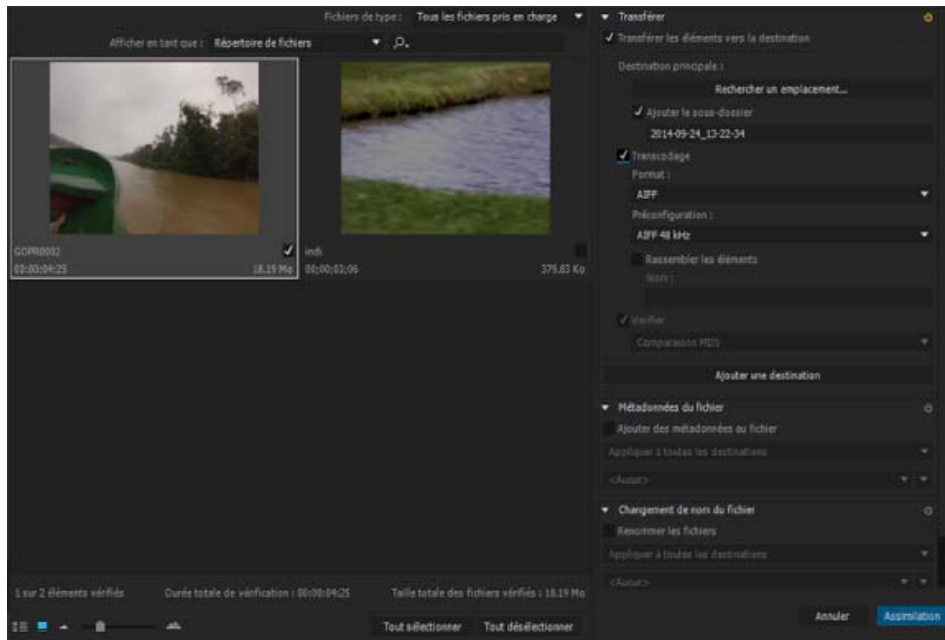 Fichiers de type : Tous les fichiers pris en charge
Afficher en tant que : Répertoire de fichiers
GOPR0002
00:00:04:25 18.19 Mo
indi
00;00;03;06 379.83 Ko
1 sur 2 éléments vérifiés Durée totale de vérification : 00:00:04:25 Taille totale des fichiers vérifiés : 18.19 Mo
Tout sélectionner Tout désélectionner
Transférer
Transférer les éléments vers la destination
Destination principale :
Rechercher un emplacement...
Ajouter le sous-dossier
2014-09-24_13-22-34
Transcodage
Format :
AIFF
Préconfiguration :
AIFF 48 kHz
Rassembler les éléments
Nom :
Vérifier
Comparaison MD5
Ajouter une destination
Métadonnées du fichier
Ajouter des métadonnées au fichier
Appliquer à toutes les destinations
<Aucun>
Changement de nom du fichier
Renommer les fichiers
Appliquer à toutes les destinations
<Aucun>
Annuler Assimilation